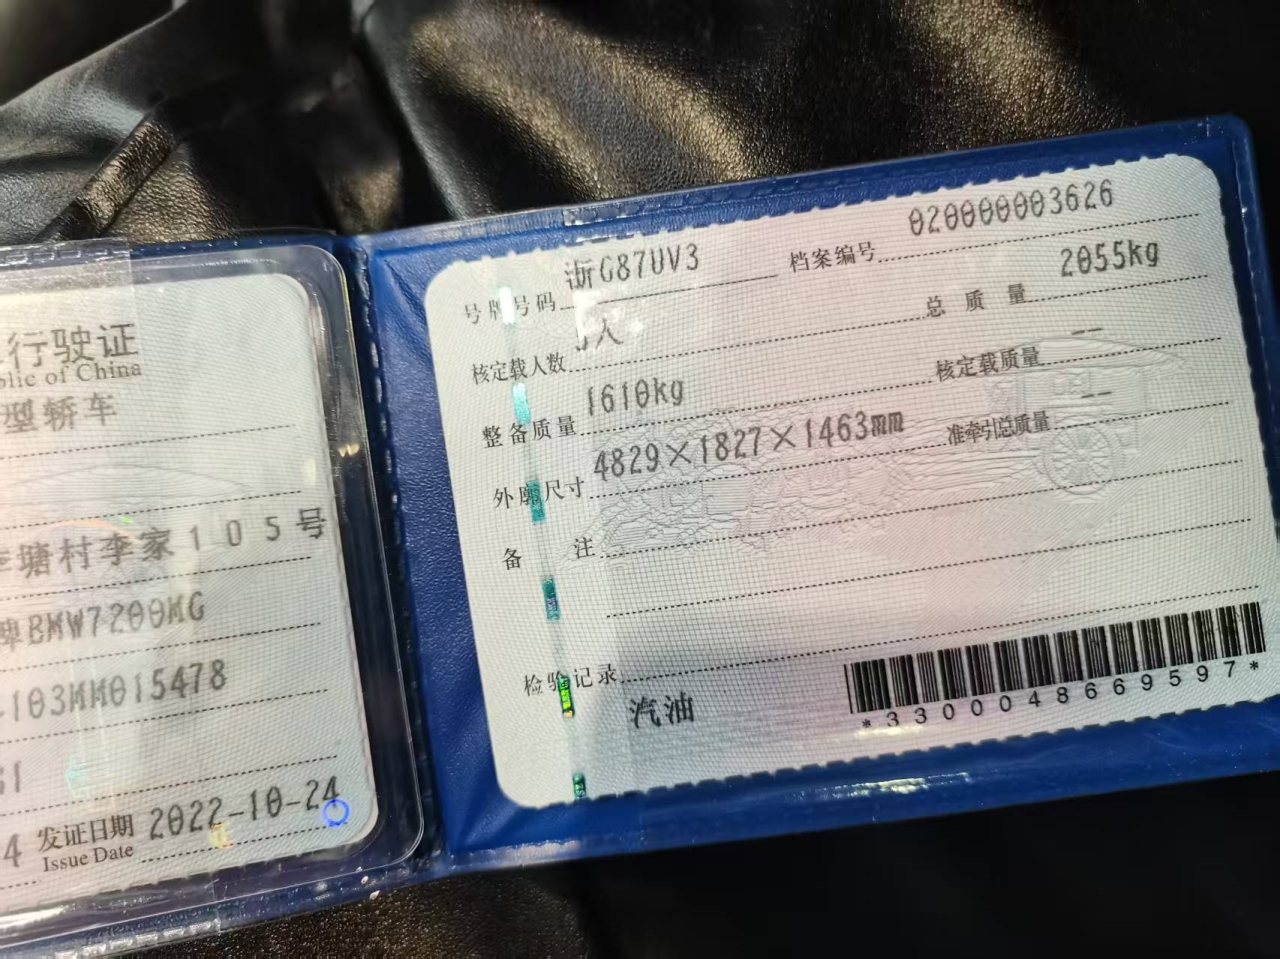 行驶证
blic of China
型轿车
塘村李家105号
牌BMW7200MG
103MM015478
4 发证日期 2022-10-24
Issue Date
号牌号码 浙G87UV3 档案编号 020000003626
核定载人数 人 总质量 2055kg
整备质量 1610kg 核定载质量 --
外廓尺寸 4829×1827×1463mm 准牵引总质量 --
备注
检验记录
汽油
*3300048669597*